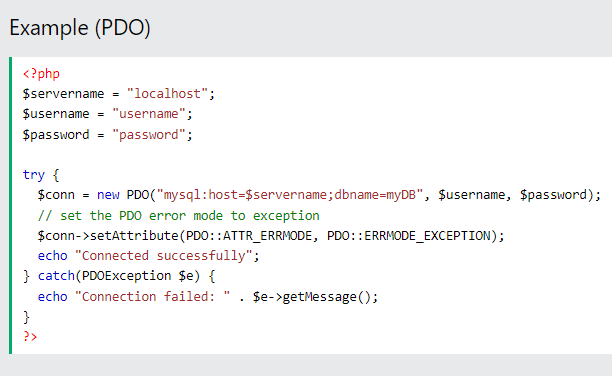 Example (PDO)
<?php
$servername = "localhost";
$username = "username";
$password = "password";

try {
  $conn = new PDO("mysql:host=$servername;dbname=myDB", $username, $password);
  // set the PDO error mode to exception
  $conn->setAttribute(PDO::ATTR_ERRMODE, PDO::ERRMODE_EXCEPTION);
  echo "Connected successfully";
} catch(PDOException $e) {
  echo "Connection failed: " . $e->getMessage();
}
?>